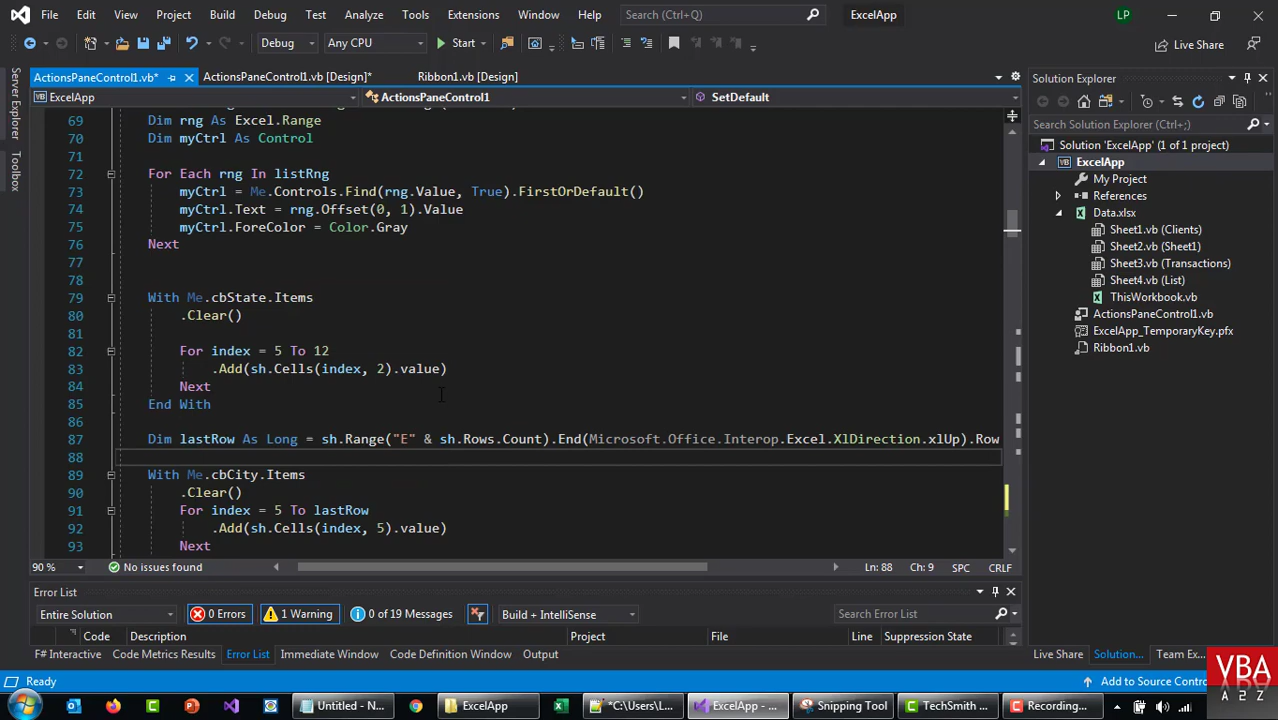 File Edit View Project Build Debug Test Analyze Tools Extensions Window Help Search (Ctrl+Q) ExcelApp LP
Debug Any CPU Start Live Share
ActionsPaneControl1.vb* ActionsPaneControl1.vb [Design]* Ribbon1.vb [Design]
ExcelApp ActionsPaneControl1 SetDefault
69 Dim rng As Excel.Range
70 Dim myCtrl As Control
71
72 For Each rng In listRng
73 myCtrl = Me.Controls.Find(rng.Value, True).FirstOrDefault()
74 myCtrl.Text = rng.Offset(0, 1).Value
75 myCtrl.ForeColor = Color.Gray
76 Next
77
78
79 With Me.cbState.Items
80 .Clear()
81
82 For index = 5 To 12
83 .Add(sh.Cells(index, 2).value)
84 Next
85 End With
86
87 Dim lastRow As Long = sh.Range("E" & sh.Rows.Count).End(Microsoft.Office.Interop.Excel.XlDirection.xlUp).Row
88
89 With Me.cbCity.Items
90 .Clear()
91 For index = 5 To lastRow
92 .Add(sh.Cells(index, 5).value)
93 Next
90 % No issues found Ln: 88 Ch: 9 SPC CRLF
Error List
Entire Solution 0 Errors 1 Warning 0 of 19 Messages Build + IntelliSense Search Error List
Code Description Project File Line Suppression State
F# Interactive Code Metrics Results Error List Immediate Window Code Definition Window Output
Server Explorer
Toolbox
Solution Explorer
Search Solution Explorer (Ctrl+;)
Solution 'ExcelApp' (1 of 1 project)
ExcelApp
My Project
References
Data.xlsx
Sheet1.vb (Clients)
Sheet2.vb (Sheet1)
Sheet3.vb (Transactions)
Sheet4.vb (List)
ThisWorkbook.vb
ActionsPaneControl1.vb
ExcelApp_TemporaryKey.pfx
Ribbon1.vb
Live Share Solution... Team Ex...
Ready Add to Source Contro
Untitled - N... ExcelApp *C:\Users\L... ExcelApp - ... Snipping Tool TechSmith ... Recording...
VBA
A 2 Z